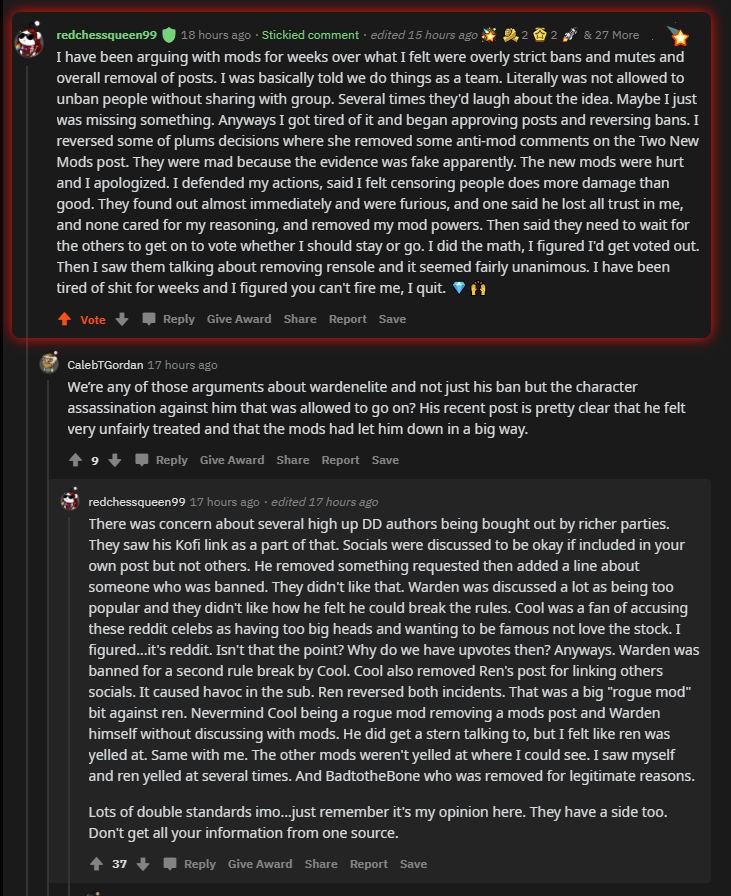 redchessqueen99 18 hours ago · Stickied comment · edited 15 hours ago 2 2 & 27 More
I have been arguing with mods for weeks over what I felt were overly strict bans and mutes and
overall removal of posts. I was basically told we do things as a team. Literally was not allowed to
unban people without sharing with group. Several times they'd laugh about the idea. Maybe I just
was missing something. Anyways I got tired of it and began approving posts and reversing bans. I
reversed some of plums decisions where she removed some anti-mod comments on the Two New
Mods post. They were mad because the evidence was fake apparently. The new mods were hurt
and I apologized. I defended my actions, said I felt censoring people does more damage than
good. They found out almost immediately and were furious, and one said he lost all trust in me,
and none cared for my reasoning, and removed my mod powers. Then said they need to wait for
the others to get on to vote whether I should stay or go. I did the math, I figured I'd get voted out.
Then I saw them talking about removing rensole and it seemed fairly unanimous. I have been
tired of shit for weeks and I figured you can't fire me, I quit. 💎 🙌
Vote Reply Give Award Share Report Save
CalebTGordan 17 hours ago
We're any of those arguments about wardenelite and not just his ban but the character
assassination against him that was allowed to go on? His recent post is pretty clear that he felt
very unfairly treated and that the mods had let him down in a big way.
9 Reply Give Award Share Report Save
redchessqueen99 17 hours ago · edited 17 hours ago
There was concern about several high up DD authors being bought out by richer parties.
They saw his Kofi link as a part of that. Socials were discussed to be okay if included in your
own post but not others. He removed something requested then added a line about
someone who was banned. They didn't like that. Warden was discussed a lot as being too
popular and they didn't like how he felt he could break the rules. Cool was a fan of accusing
these reddit celebs as having too big heads and wanting to be famous not love the stock. I
figured...it's reddit. Isn't that the point? Why do we have upvotes then? Anyways. Warden was
banned for a second rule break by Cool. Cool also removed Ren's post for linking others
socials. It caused havoc in the sub. Ren reversed both incidents. That was a big "rogue mod"
bit against ren. Nevermind Cool being a rogue mod removing a mods post and Warden
himself without discussing with mods. He did get a stern talking to, but I felt like ren was
yelled at. Same with me. The other mods weren't yelled at where I could see. I saw myself
and ren yelled at several times. And BadtotheBone who was removed for legitimate reasons.
Lots of double standards imo...just remember it's my opinion here. They have a side too.
Don't get all your information from one source.
37 Reply Give Award Share Report Save